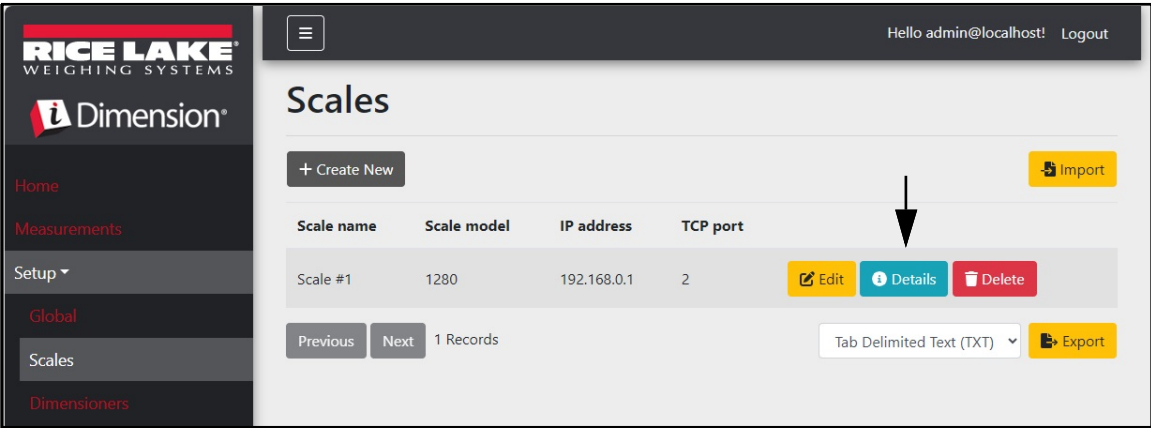 RICE LAKE®
WEIGHING SYSTEMS
i Dimension®
Home
Measurements
Setup
Global
Scales
Dimensioners
Hello admin@localhost! Logout
Scales
+ Create New
Import
Scale name Scale model IP address TCP port
Scale #1 1280 192.168.0.1 2 Edit Details Delete
Previous Next 1 Records Tab Delimited Text (TXT) Export